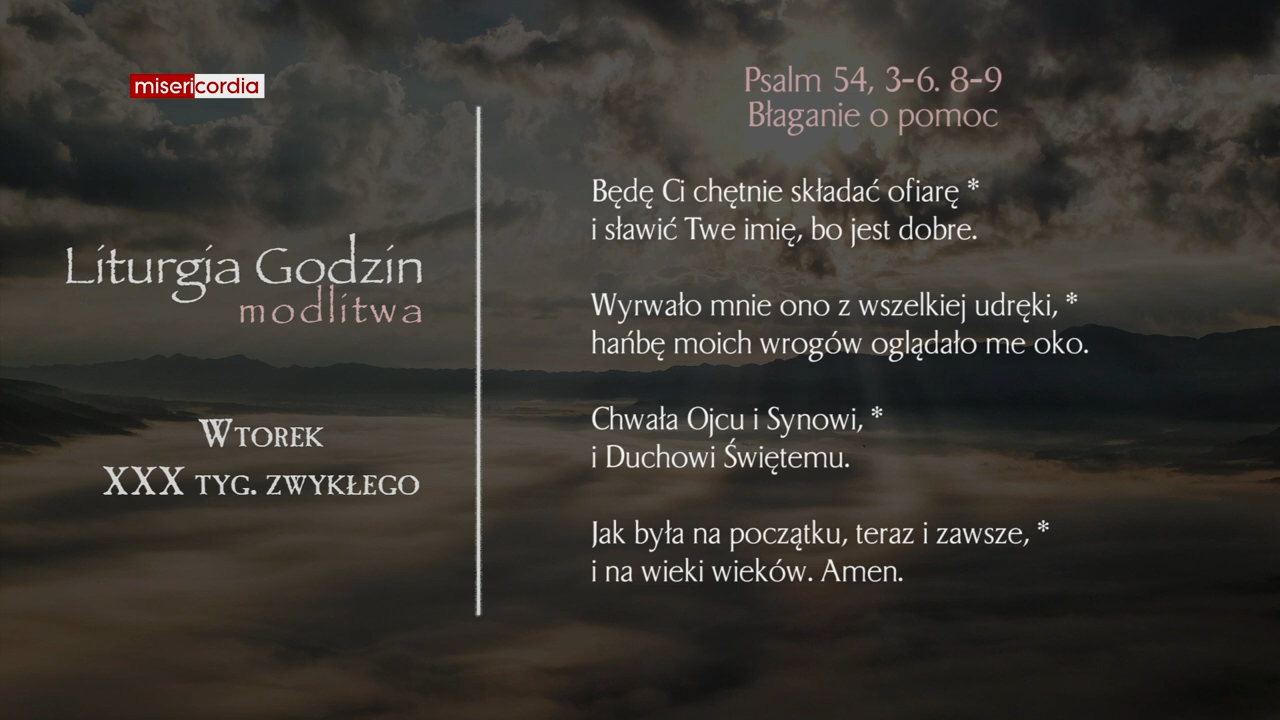 misericordia
Liturgia Godzin
modlitwa
Wtorek
XXX tyg. zwykłego
Psalm 54, 3-6. 8-9
Błaganie o pomoc
Będę Ci chętnie składać ofiarę *
i sławić Twe imię, bo jest dobre.
Wyrwało mnie ono z wszelkiej udręki, *
hańbę moich wrogów oglądało me oko.
Chwała Ojcu i Synowi, *
i Duchowi Świętemu.
Jak była na początku, teraz i zawsze, *
i na wieki wieków. Amen.